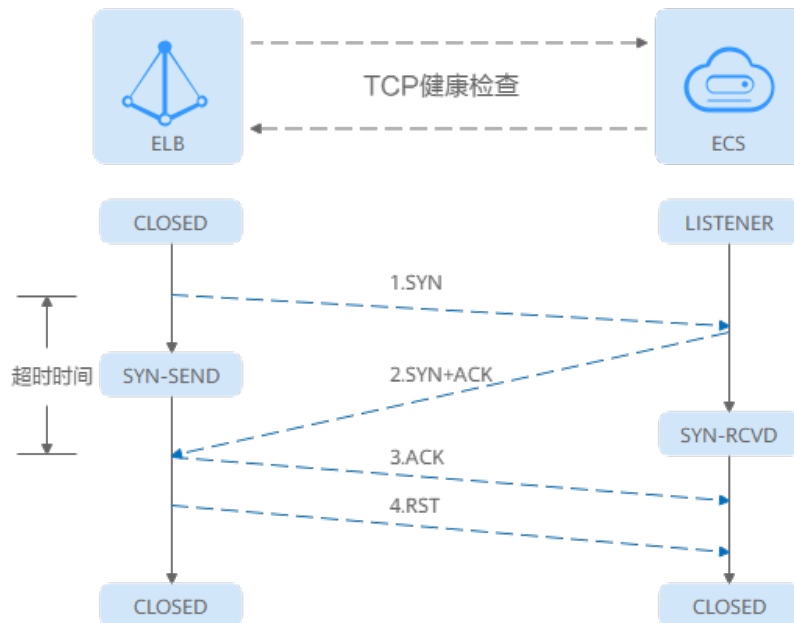 TCP健康检查
ELB
ECS
CLOSED
LISTENER
1.SYN
超时时间
SYN-SEND
2.SYN+ACK
SYN-RCVD
3.ACK
4.RST
CLOSED
CLOSED